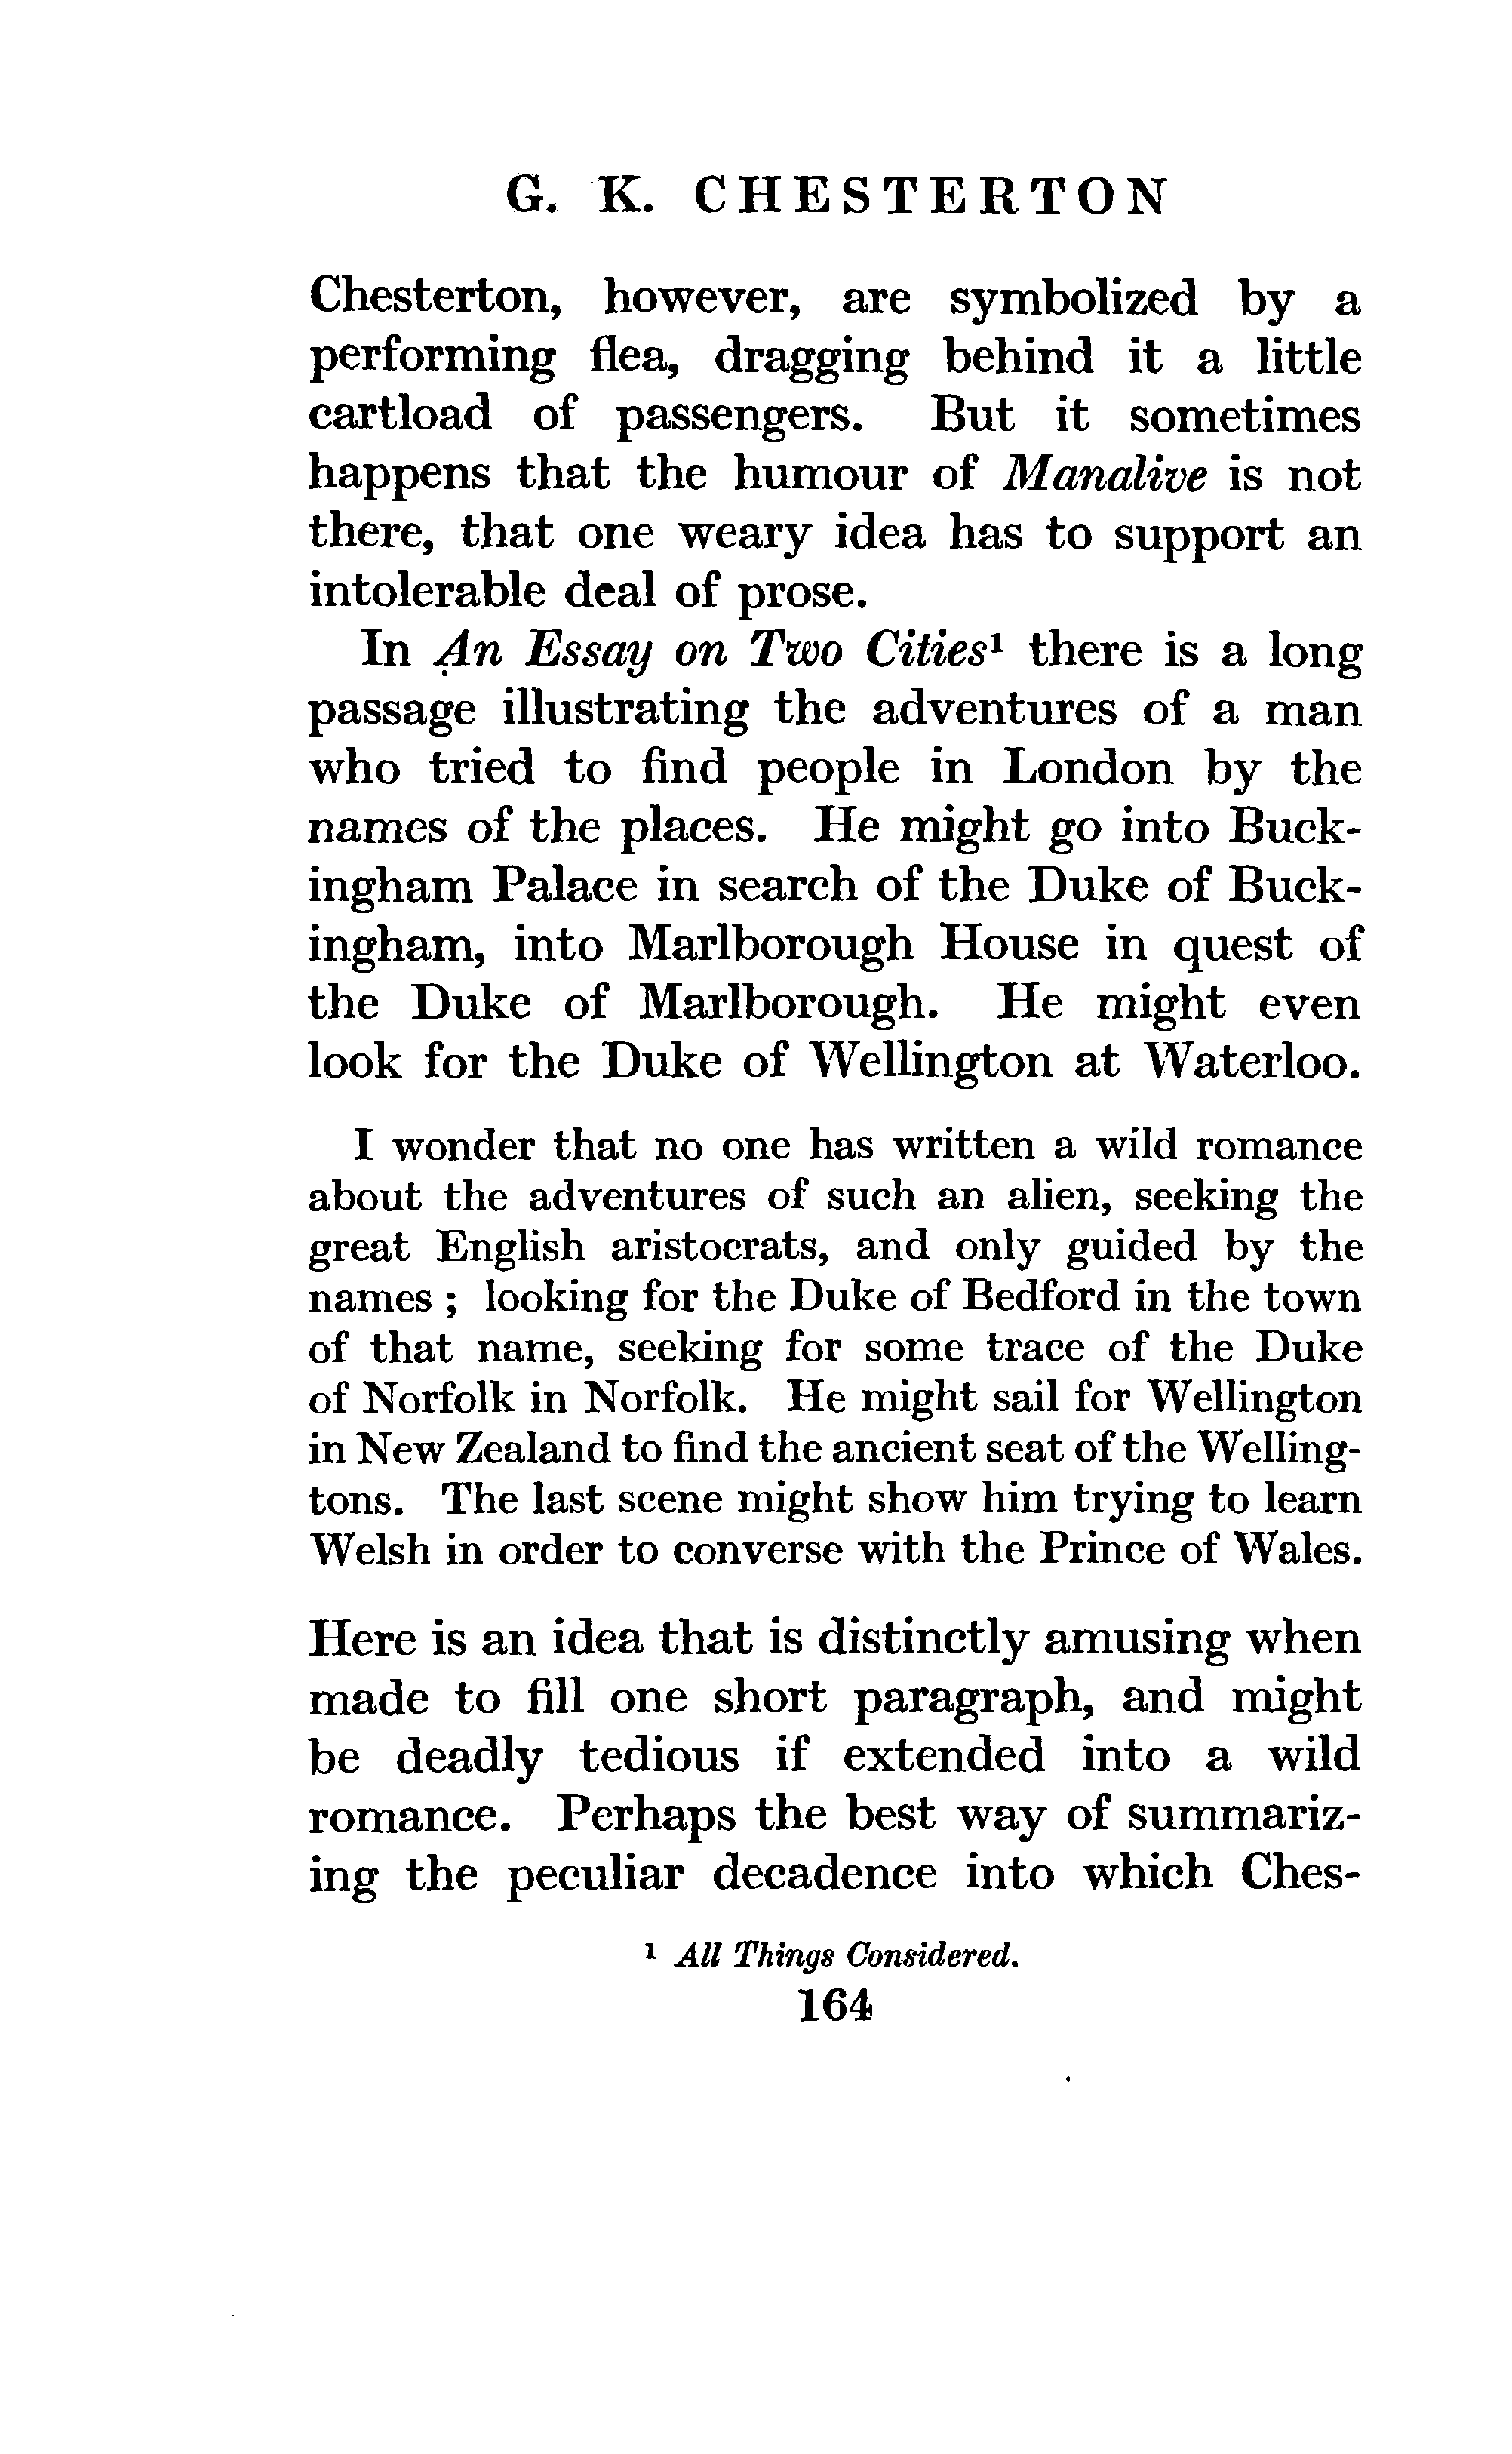 G. K. CHESTERTON
Chesterton, however, are symbolized by a
performing flea, dragging behind it a little
cartload of passengers. But it sometimes
happens that the humour of Manalive is not
there, that one weary idea has to support an
intolerable deal of prose.
In An Essay on Two Cities¹ there is a long
passage illustrating the adventures of a man
who tried to find people in London by the
names of the places. He might go into Buck-
ingham Palace in search of the Duke of Buck-
ingham, into Marlborough House in quest of
the Duke of Marlborough. He might even
look for the Duke of Wellington at Waterloo.
I wonder that no one has written a wild romance
about the adventures of such an alien, seeking the
great English aristocrats, and only guided by the
names ; looking for the Duke of Bedford in the town
of that name, seeking for some trace of the Duke
of Norfolk in Norfolk. He might sail for Wellington
in New Zealand to find the ancient seat of the Welling-
tons. The last scene might show him trying to learn
Welsh in order to converse with the Prince of Wales.
Here is an idea that is distinctly amusing when
made to fill one short paragraph, and might
be deadly tedious if extended into a wild
romance. Perhaps the best way of summariz-
ing the peculiar decadence into which Ches-
¹ All Things Considered.
164